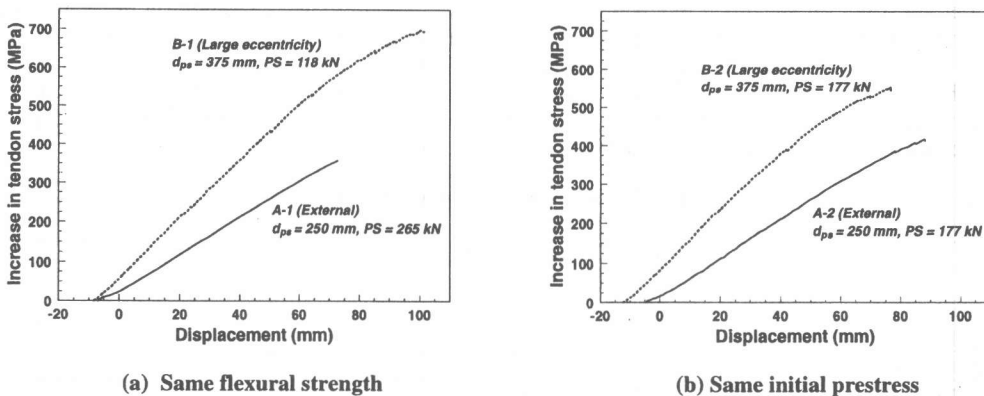 Increase in tendon stress (MPa)
700
600
500
400
300
200
100
0
B-1 (Large eccentricity)
dps = 375 mm, PS = 118 kN
A-1 (External)
dps = 250 mm, PS = 265 kN
-20 0 20 40 60 80 100
Displacement (mm)
(a) Same flexural strength
Increase in tendon stress (MPa)
700
600
500
400
300
200
100
0
B-2 (Large eccentricity)
dps = 375 mm, PS = 177 kN
A-2 (External)
dps = 250 mm, PS = 177 kN
-20 0 20 40 60 80 100
Displacement (mm)
(b) Same initial prestress